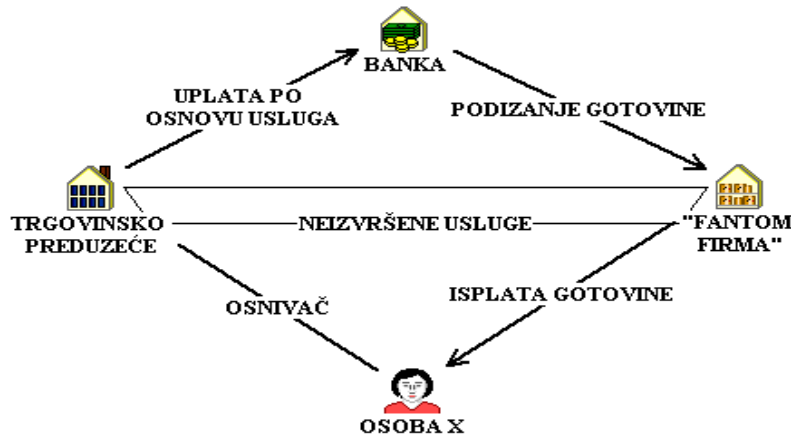 BANKA
UPLATA PO
OSNOVU USLUGA
PODIZANJE GOTOVINE
TRGOVINSKO
PREDUZEĆE
NEIZVRŠENE USLUGE
"FANTOM
FIRMA"
OSNIVAČ
ISPLATA GOTOVINE
OSOBA X